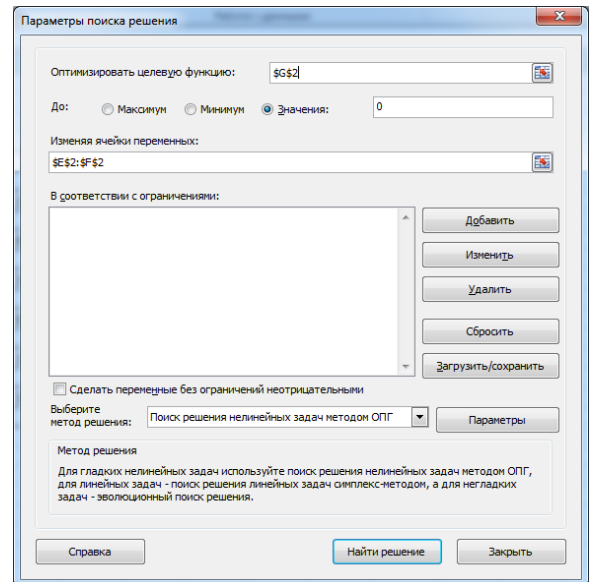 Параметры поиска решения
Оптимизировать целевую функцию: $G$2
До: Максимум Минимум Значения: 0
Изменяя ячейки переменных:
$E$2:$F$2
В соответствии с ограничениями:
Добавить
Изменить
Удалить
Сбросить
Загрузить/сохранить
Сделать переменные без ограничений неотрицательными
Выберите
метод решения: Поиск решения нелинейных задач методом ОПГ Параметры
Метод решения
Для гладких нелинейных задач используйте поиск решения нелинейных задач методом ОПГ,
для линейных задач - поиск решения линейных задач симплекс-методом, а для негладких
задач - эволюционный поиск решения.
Справка Найти решение Закрыть